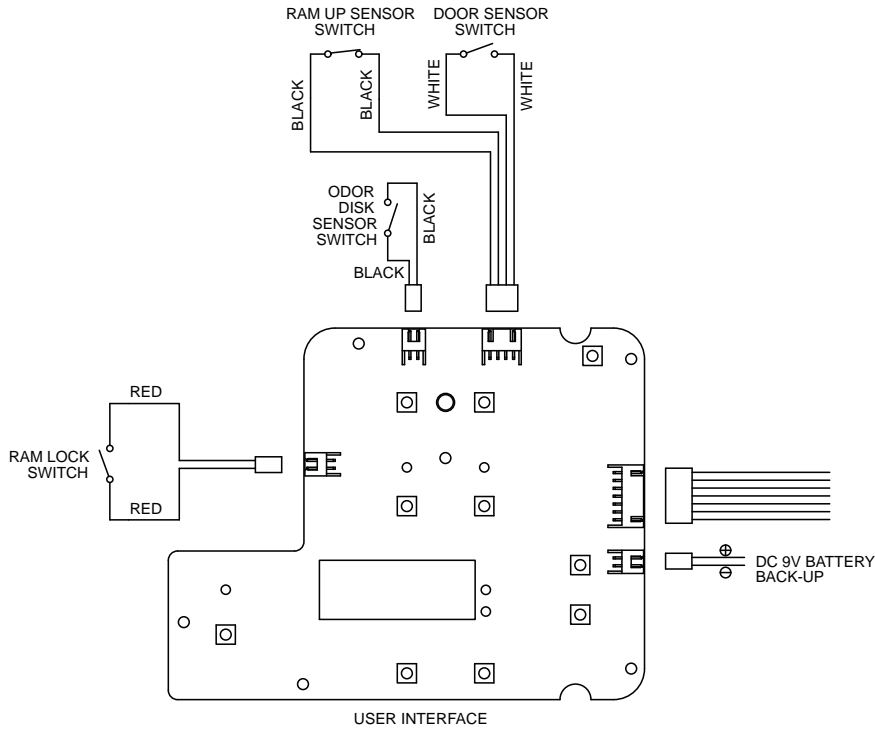 RAM UP SENSOR
SWITCH
DOOR SENSOR
SWITCH
BLACK
BLACK
WHITE
WHITE
ODOR
DISK
SENSOR
SWITCH
BLACK
BLACK
RED
RAM LOCK
SWITCH
RED
+
DC 9V BATTERY
BACK-UP
−
USER INTERFACE